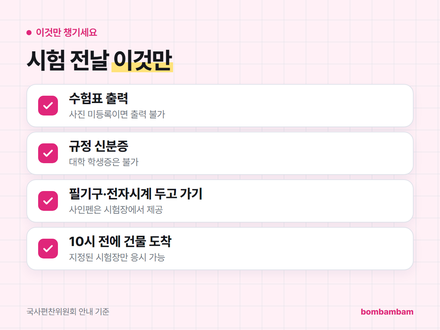 이것만 챙기세요
시험 전날 이것만
수험표 출력
사진 미등록이면 출력 불가
규정 신분증
대학 학생증은 불가
필기구·전자시계 두고 가기
사인펜은 시험장에서 제공
10시 전에 건물 도착
지정된 시험장만 응시 가능
국사편찬위원회 안내 기준
bombambam